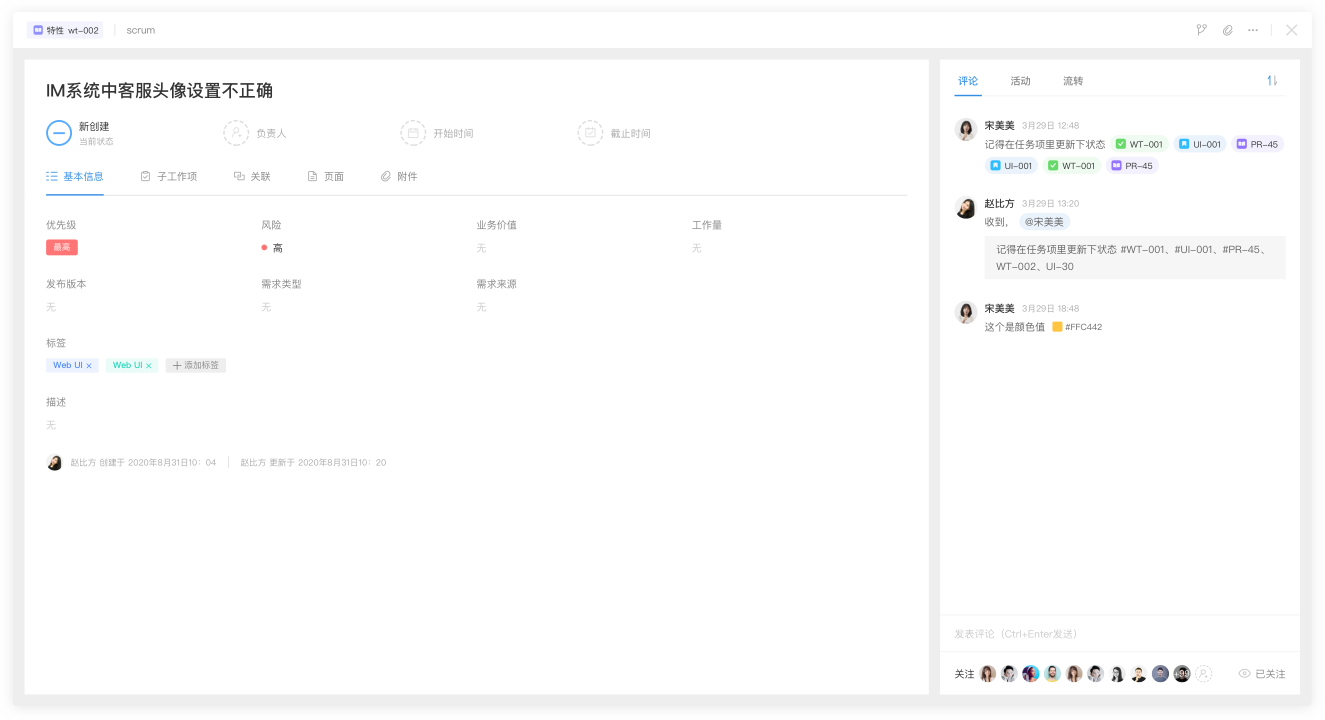 特性 wt-002 scrum
IM系统中客服头像设置不正确
新创建
当前状态
负责人
开始时间
截止时间
基本信息 子工作项 关联 页面 附件
优先级 风险 业务价值 工作量
最高 高 无 无
发布版本 需求类型 需求来源
无 无 无
标签
Web UI × Web UI × 添加标签
描述
无
赵比方 创建于 2020年8月31日10：04 赵比方 更新于 2020年8月31日10：20
评论 活动 流转
宋美美 3月29日 12:48
记得在任务项里更新下状态 WT-001 UI-001 PR-45
UI-001 WT-001 PR-45
赵比方 3月29日 13:20
收到， @宋美美
记得在任务项里更新下状态 #WT-001、#UI-001、#PR-45、
WT-002、UI-30
宋美美 3月29日 18:48
这个是颜色值 #FFC442
发表评论（Ctrl+Enter发送）
关注 +99 已关注